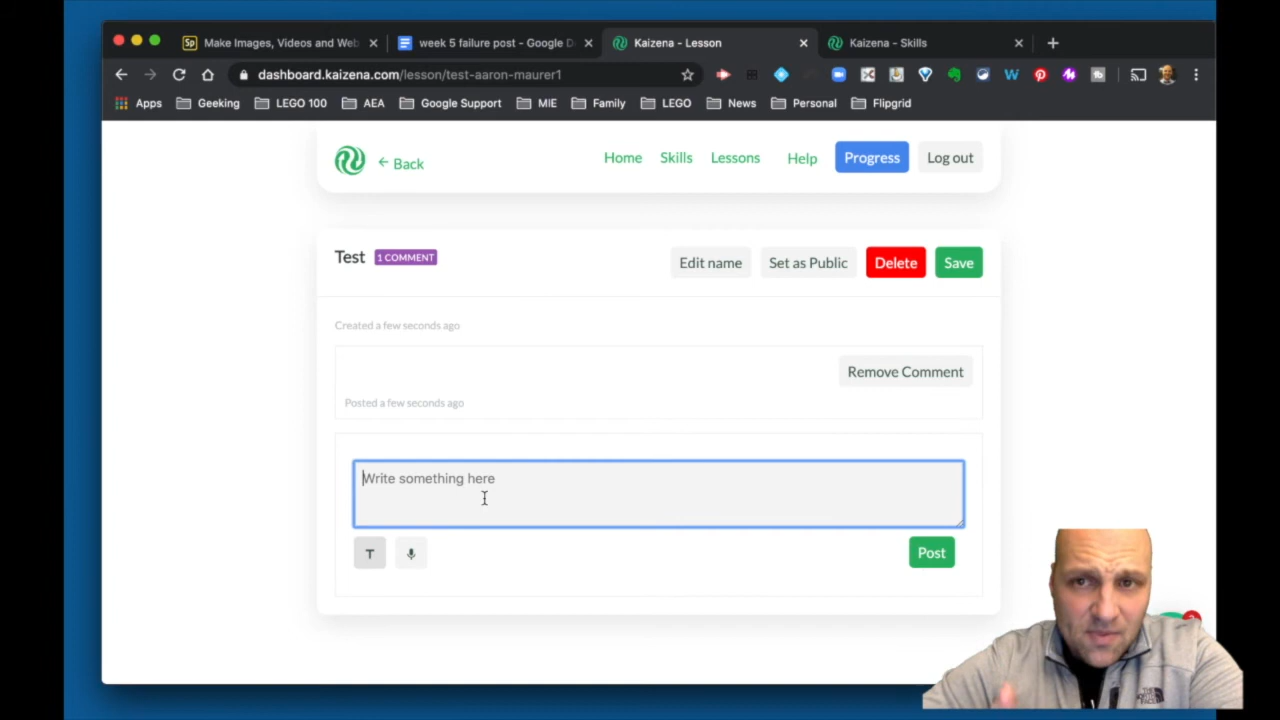 Make Images, Videos and Web
week 5 failure post - Google D
Kaizena - Lesson
Kaizena - Skills
dashboard.kaizena.com/lesson/test-aaron-maurer1
Apps
Geeking
LEGO 100
AEA
Google Support
MIE
Family
LEGO
News
Personal
Flipgrid
← Back
Home
Skills
Lessons
Help
Progress
Log out
Test
1 COMMENT
Edit name
Set as Public
Delete
Save
Created a few seconds ago
Remove Comment
Posted a few seconds ago
Write something here
T
Post